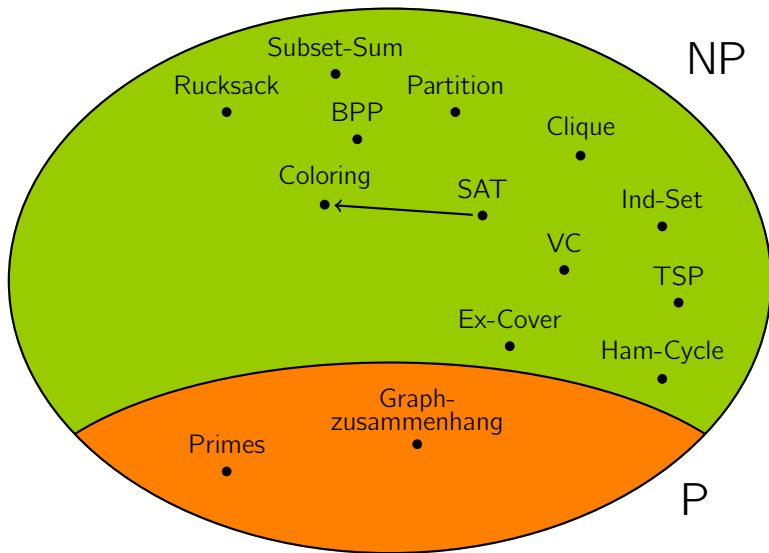 Subset-Sum
NP
Rucksack
Partition
BPP
Clique
Coloring
SAT
Ind-Set
VC
TSP
Ex-Cover
Ham-Cycle
Graph-
zusammenhang
Primes
P